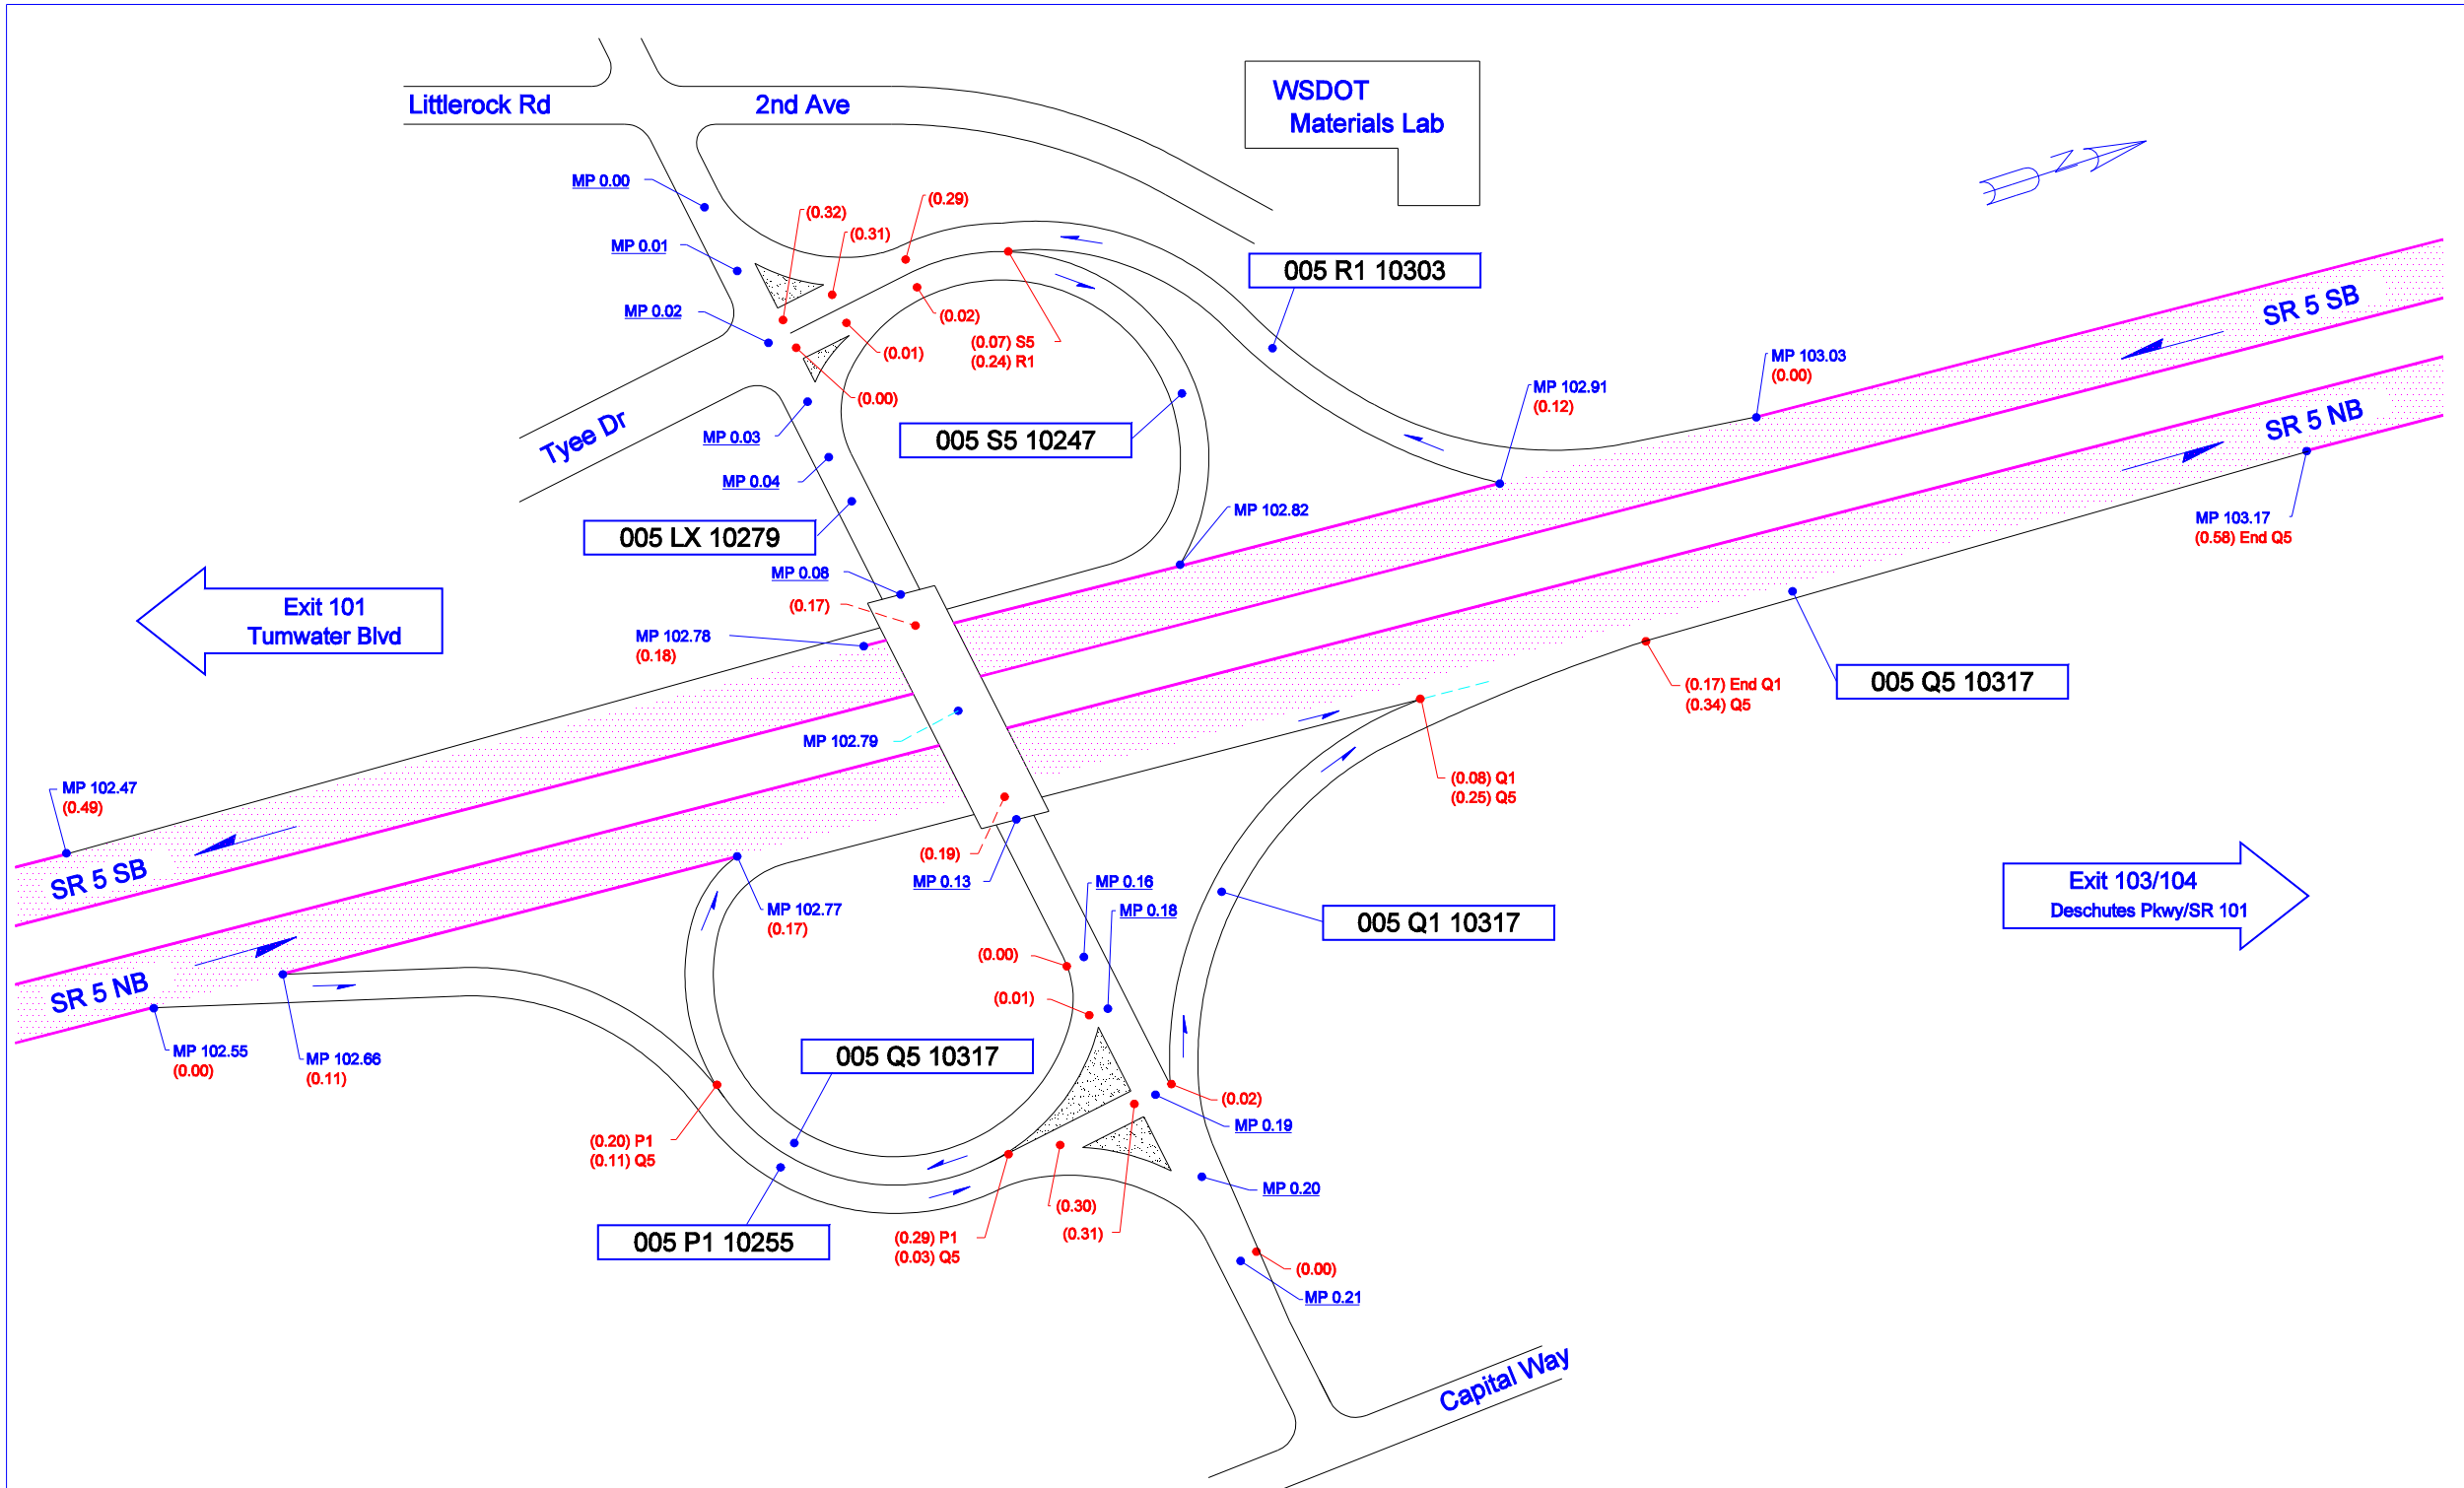 Littlerock Rd
2nd Ave
WSDOT
Materials Lab
N
MP 0.00
(0.29)
(0.32)
(0.31)
MP 0.01
005 R1 10303
MP 0.02
(0.02)
(0.01)
(0.07) S5
(0.24) R1
SR 5 SB
MP 103.03
(0.00)
(0.00)
MP 102.91
(0.12)
SR 5 NB
Tyee Dr
MP 0.03
005 S5 10247
MP 0.04
MP 102.82
MP 103.17
(0.58) End Q5
005 LX 10279
MP 0.08
(0.17)
Exit 101
Tumwater Blvd
MP 102.78
(0.18)
005 Q5 10317
(0.17) End Q1
(0.34) Q5
MP 102.79
MP 102.47
(0.49)
(0.08) Q1
(0.25) Q5
(0.19)
MP 0.13
MP 0.16
SR 5 SB
Exit 103/104
Deschutes Pkwy/SR 101
MP 102.77
(0.17)
MP 0.18
005 Q1 10317
(0.00)
SR 5 NB
(0.01)
MP 102.55
(0.00)
MP 102.66
(0.11)
005 Q5 10317
(0.02)
MP 0.19
(0.20) P1
(0.11) Q5
MP 0.20
(0.30)
(0.31)
005 P1 10255
(0.29) P1
(0.03) Q5
(0.00)
MP 0.21
Capital Way